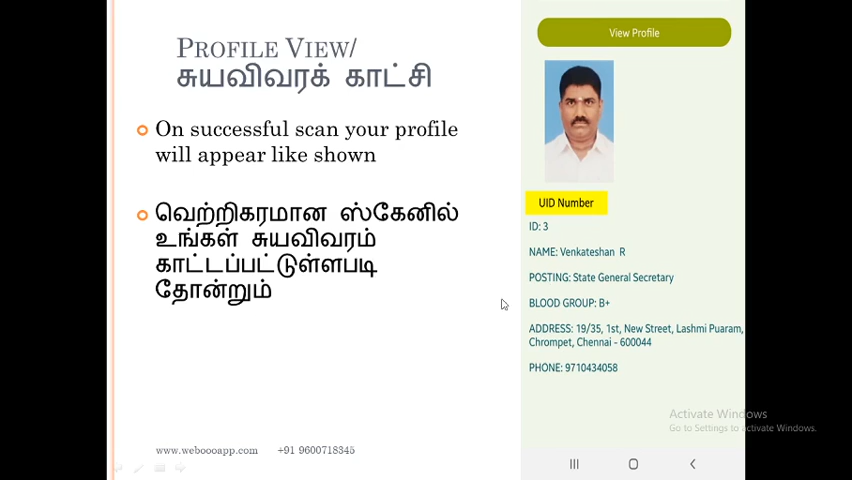 PROFILE VIEW/
சுயவிவரக் காட்சி
On successful scan your profile
will appear like shown
வெற்றிகரமான ஸ்கேனில்
உங்கள் சுயவிவரம்
காட்டப்பட்டுள்ளபடி
தோன்றும்
www.weboooapp.com +91 9600718345
View Profile
UID Number
ID: 3
NAME: Venkateshan R
POSTING: State General Secretary
BLOOD GROUP: B+
ADDRESS: 19/35, 1st, New Street, Lashmi Puaram,
Chrompet, Chennai - 600044
PHONE: 9710434058
Activate Windows
Go to Settings to activate Windows.